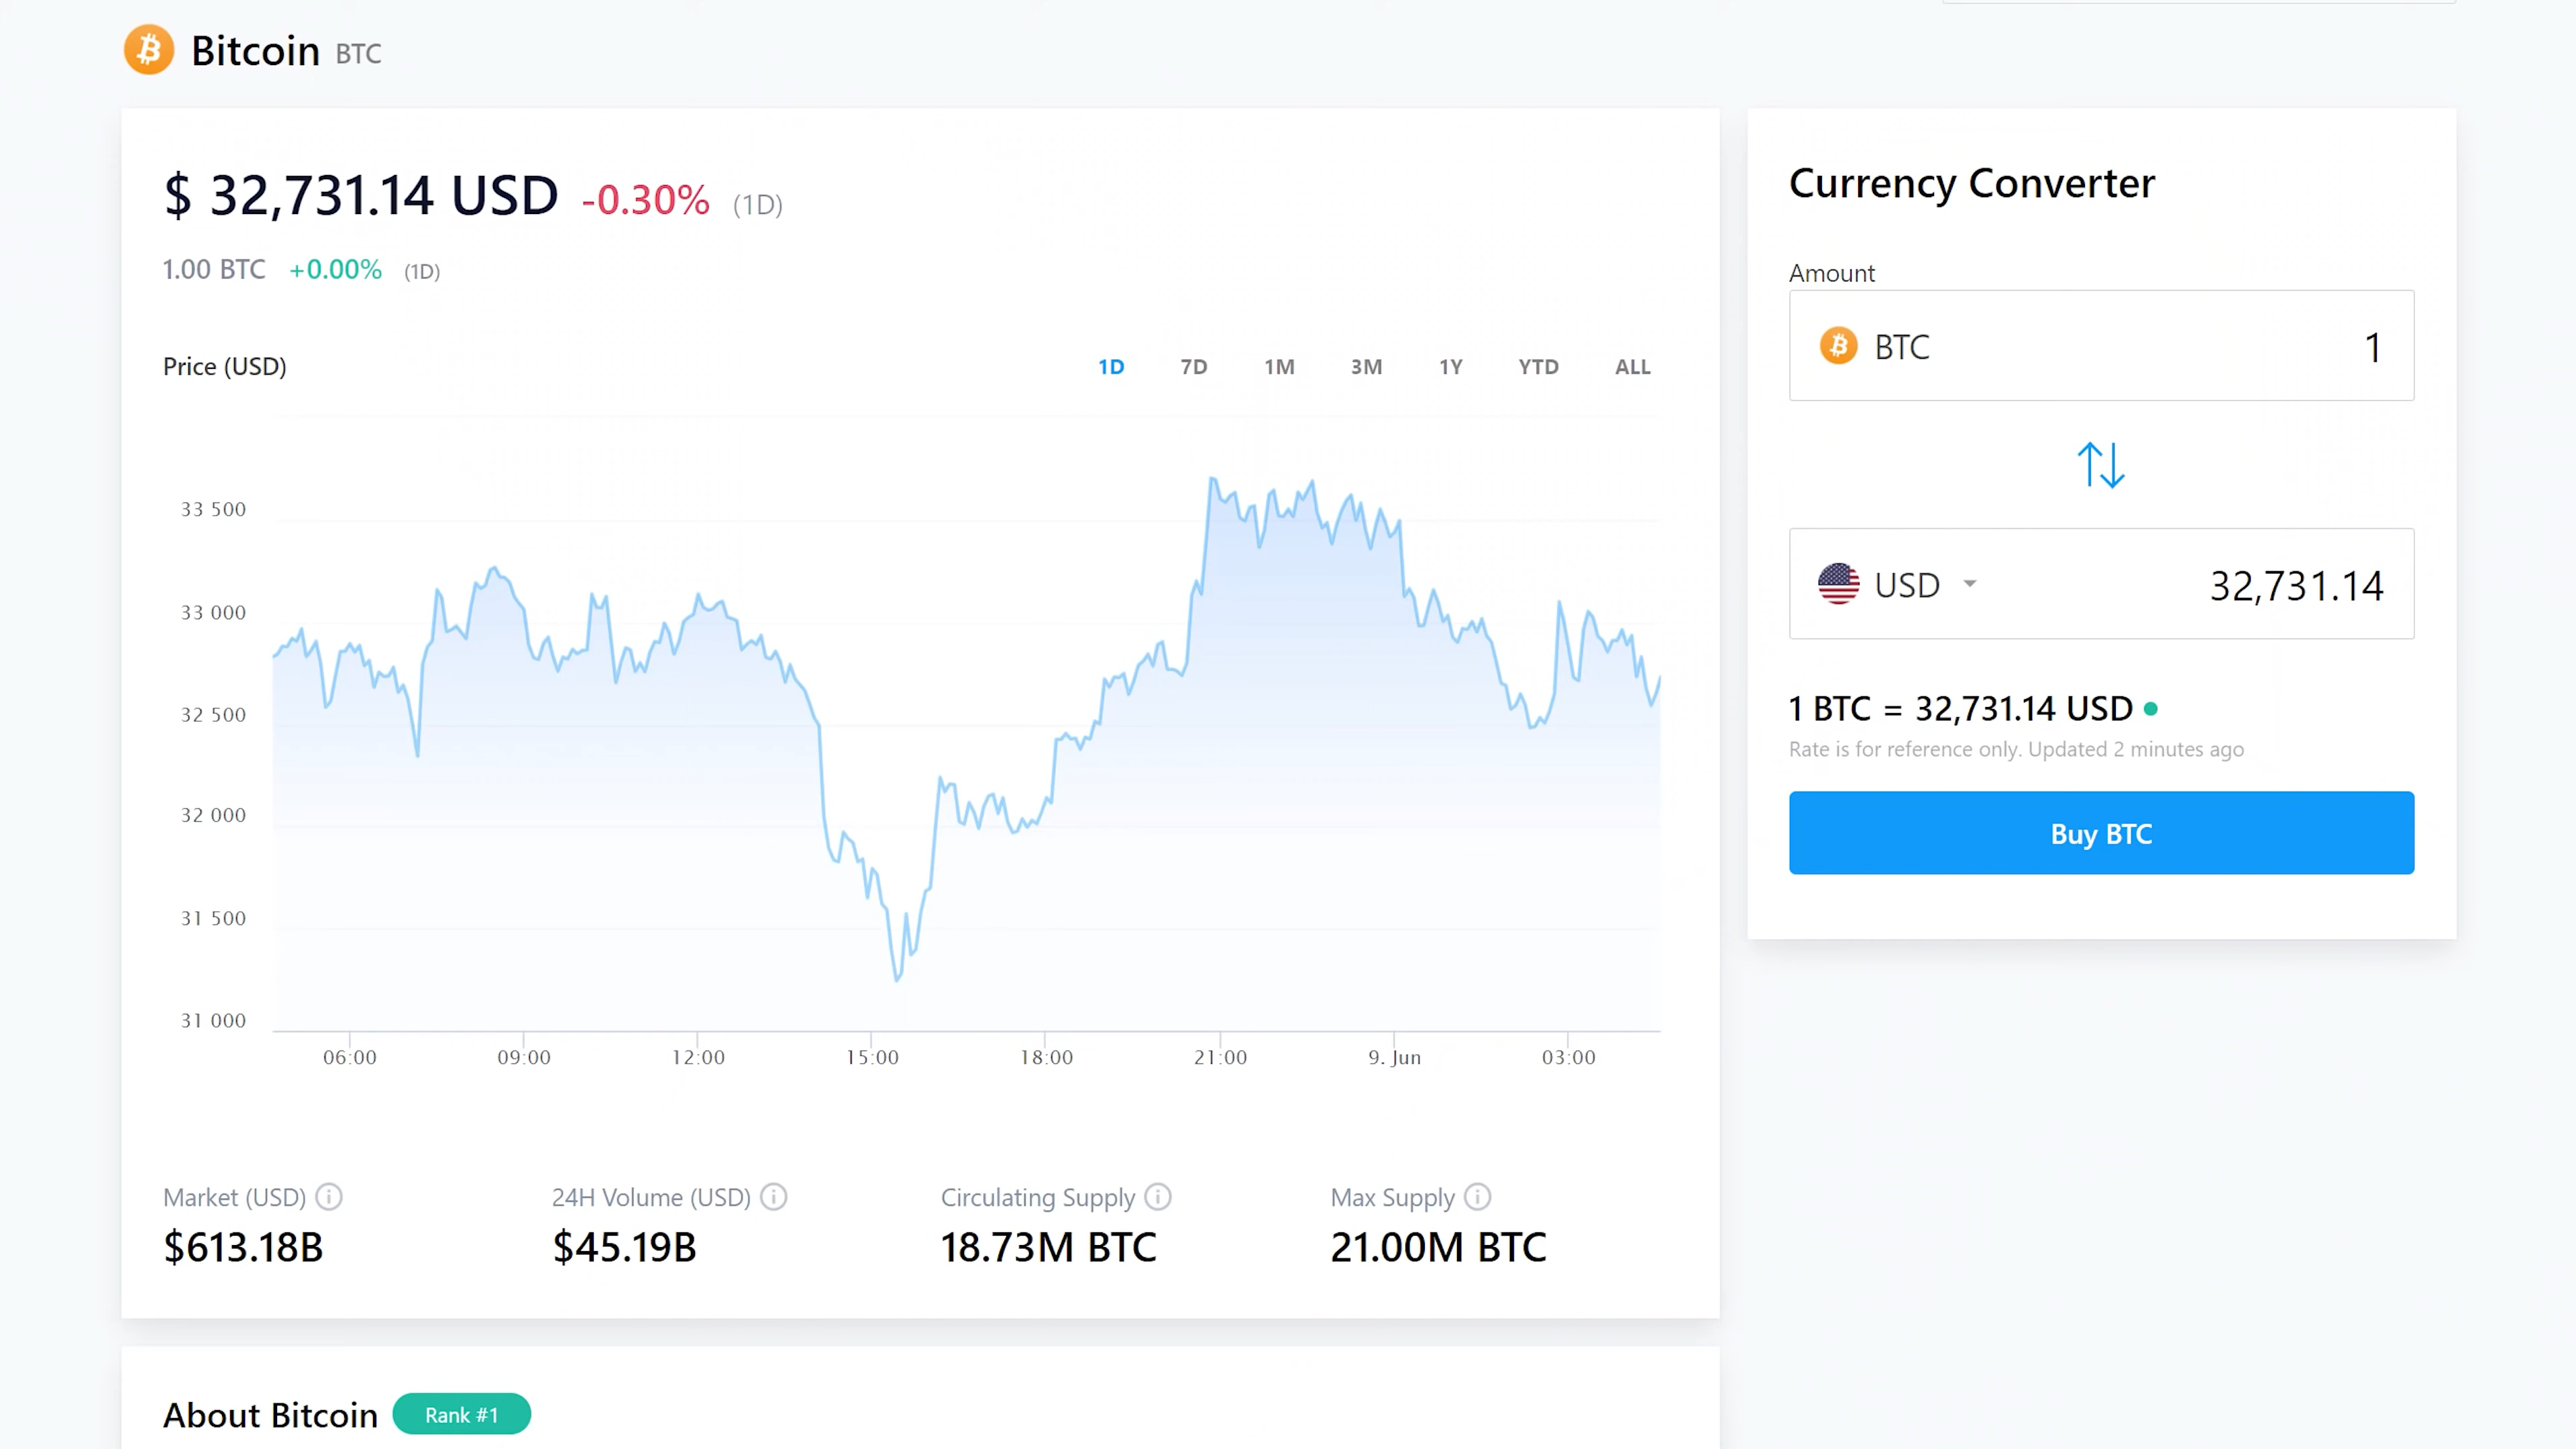 Bitcoin BTC
$ 32,731.14 USD -0.30% (1D)
1.00 BTC +0.00% (1D)
Price (USD)
1D 7D 1M 3M 1Y YTD ALL
33 500
33 000
32 500
32 000
31 500
31 000
06:00 09:00 12:00 15:00 18:00 21:00 9. Jun 03:00
Market (USD) 24H Volume (USD) Circulating Supply Max Supply
$613.18B $45.19B 18.73M BTC 21.00M BTC
About Bitcoin Rank #1
Currency Converter
Amount
BTC 1
USD 32,731.14
1 BTC = 32,731.14 USD
Rate is for reference only. Updated 2 minutes ago
Buy BTC